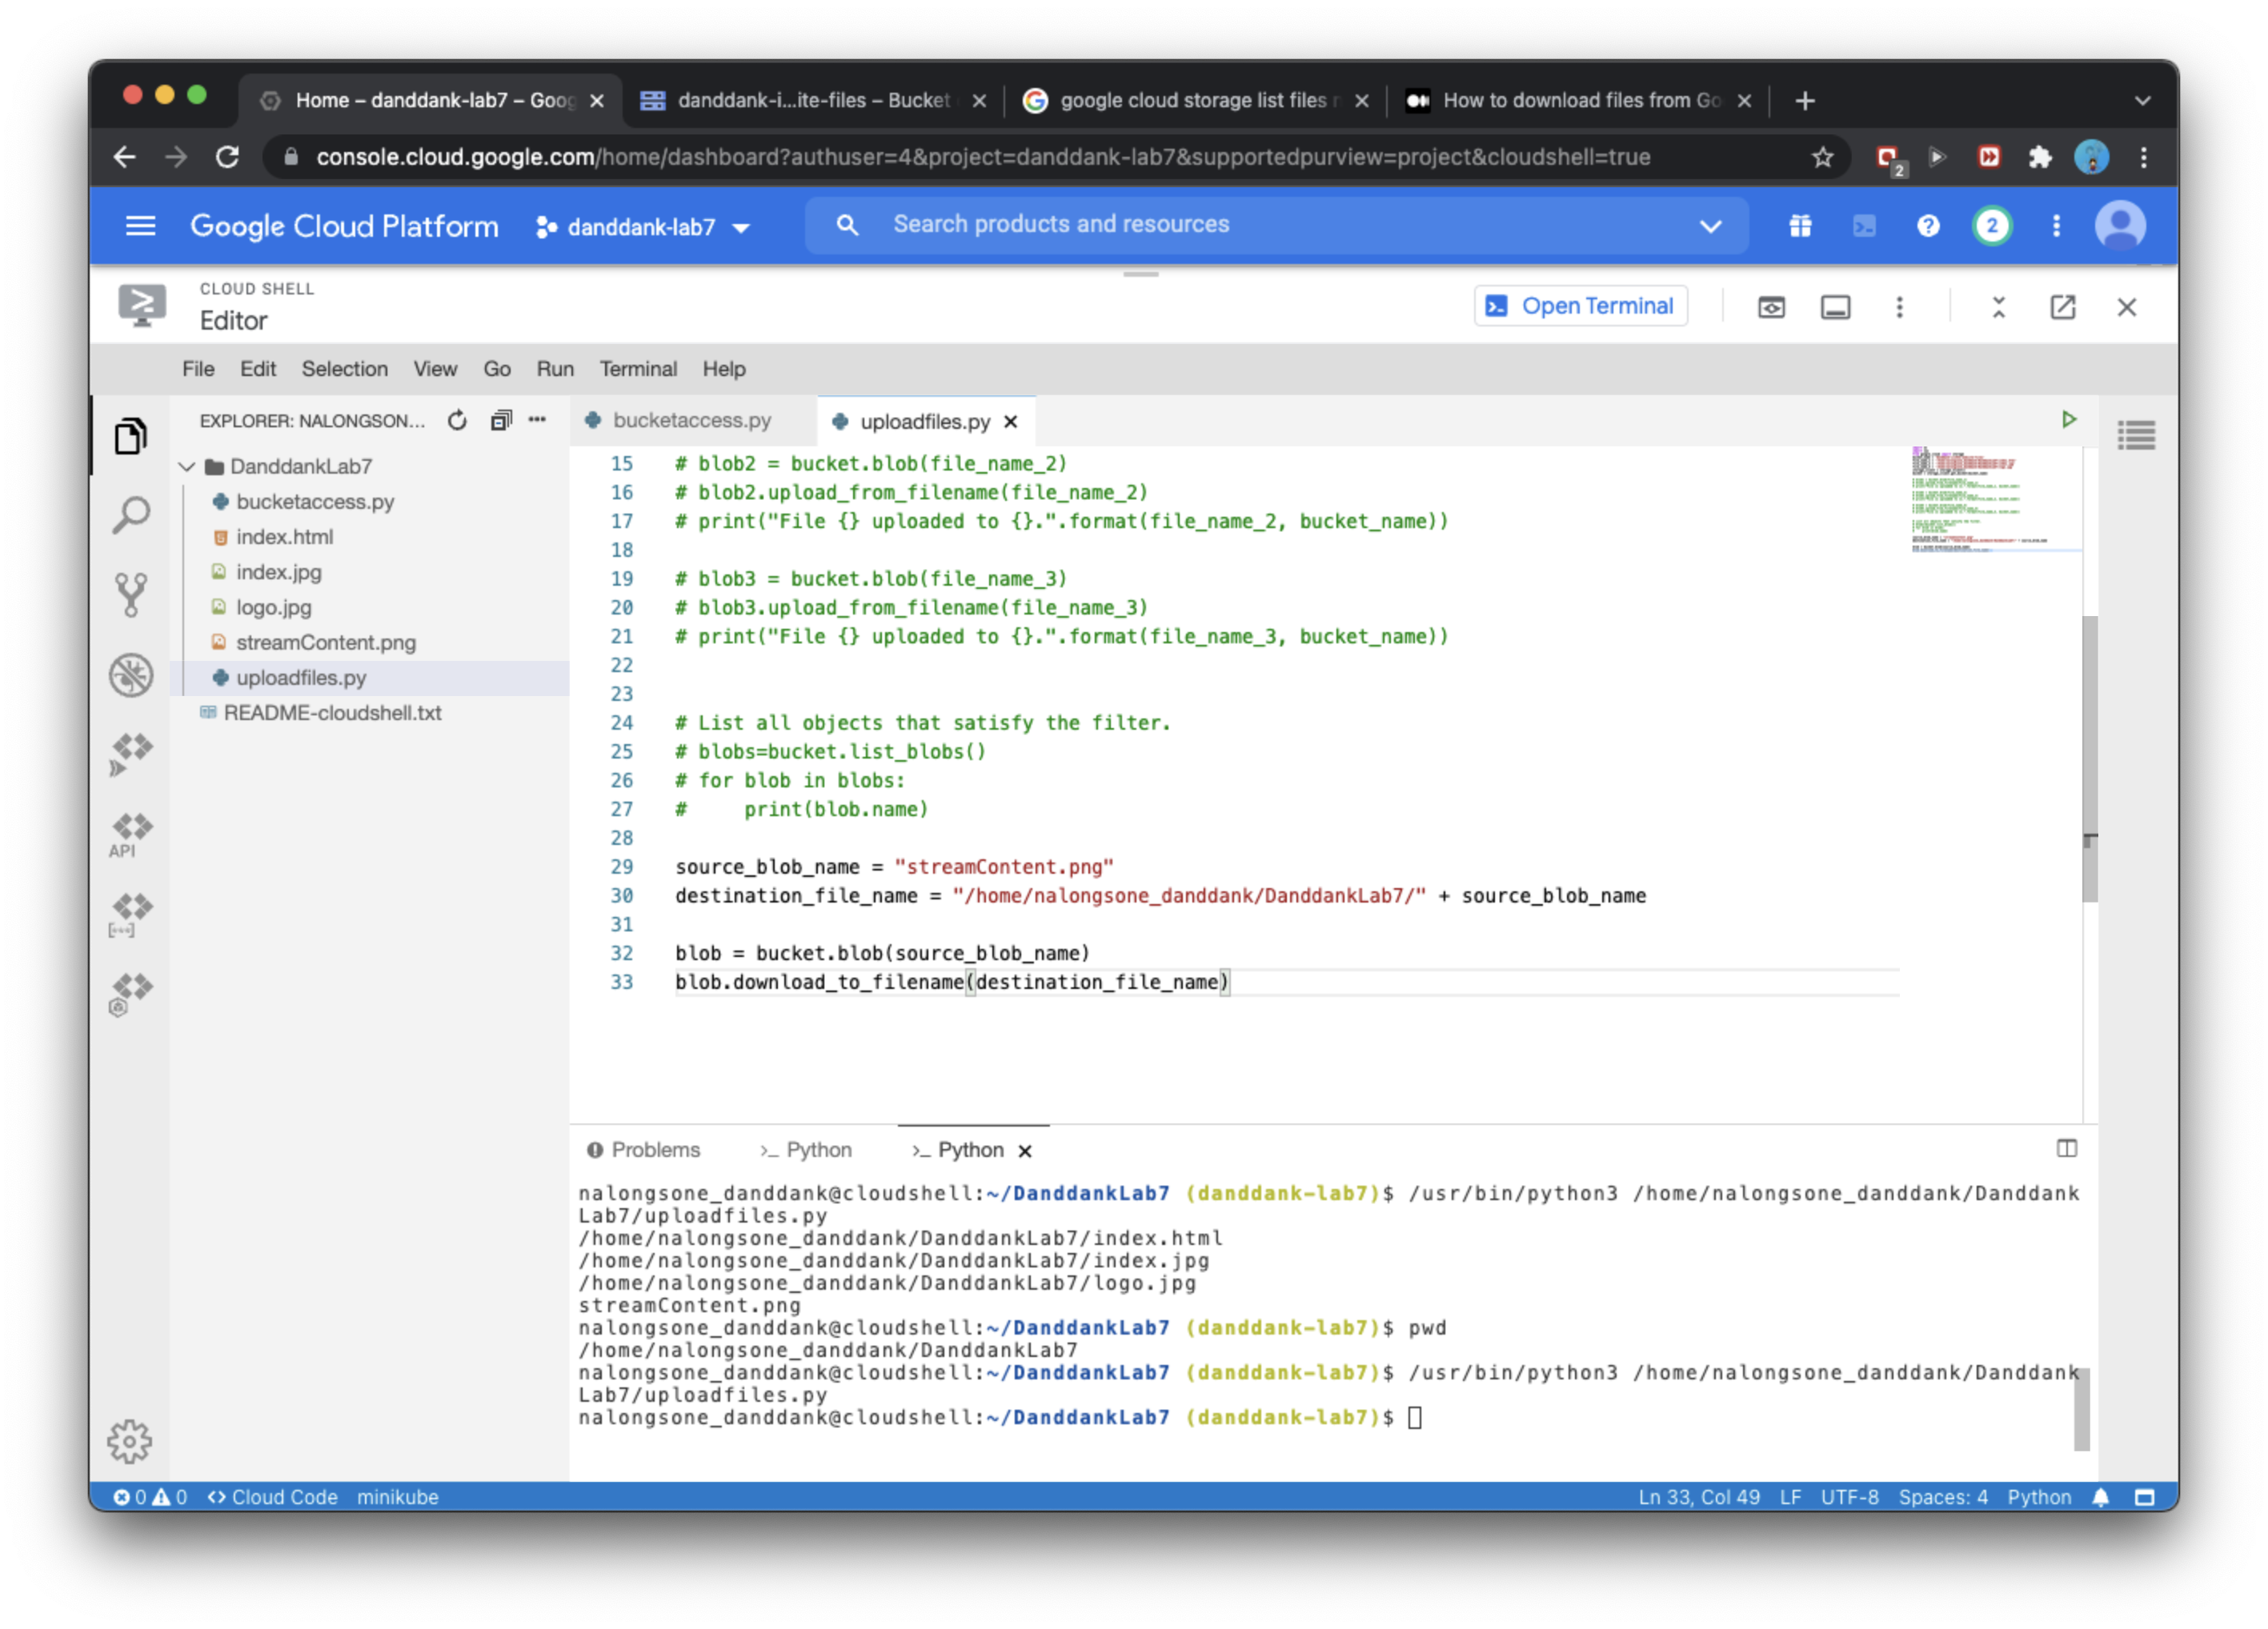 Home – danddank-lab7 – Goog
danddank-i...ite-files – Bucket
google cloud storage list files
How to download files from Go
console.cloud.google.com/home/dashboard?authuser=4&project=danddank-lab7&supportedpurview=project&cloudshell=true
2
Google Cloud Platform
danddank-lab7
Search products and resources
2
CLOUD SHELL
Editor
Open Terminal
File Edit Selection View Go Run Terminal Help
EXPLORER: NALONGSON...
DanddankLab7
bucketaccess.py
index.html
index.jpg
logo.jpg
streamContent.png
uploadfiles.py
README-cloudshell.txt
API
bucketaccess.py
uploadfiles.py
15 # blob2 = bucket.blob(file_name_2)
16 # blob2.upload_from_filename(file_name_2)
17 # print("File {} uploaded to {}.".format(file_name_2, bucket_name))
18
19 # blob3 = bucket.blob(file_name_3)
20 # blob3.upload_from_filename(file_name_3)
21 # print("File {} uploaded to {}.".format(file_name_3, bucket_name))
22
23
24 # List all objects that satisfy the filter.
25 # blobs=bucket.list_blobs()
26 # for blob in blobs:
27 #     print(blob.name)
28
29 source_blob_name = "streamContent.png"
30 destination_file_name = "/home/nalongsone_danddank/DanddankLab7/" + source_blob_name
31
32 blob = bucket.blob(source_blob_name)
33 blob.download_to_filename(destination_file_name)
Problems
>_ Python
>_ Python
nalongsone_danddank@cloudshell:~/DanddankLab7 (danddank-lab7)$ /usr/bin/python3 /home/nalongsone_danddank/Danddank
Lab7/uploadfiles.py
/home/nalongsone_danddank/DanddankLab7/index.html
/home/nalongsone_danddank/DanddankLab7/index.jpg
/home/nalongsone_danddank/DanddankLab7/logo.jpg
streamContent.png
nalongsone_danddank@cloudshell:~/DanddankLab7 (danddank-lab7)$ pwd
/home/nalongsone_danddank/DanddankLab7
nalongsone_danddank@cloudshell:~/DanddankLab7 (danddank-lab7)$ /usr/bin/python3 /home/nalongsone_danddank/Danddank
Lab7/uploadfiles.py
nalongsone_danddank@cloudshell:~/DanddankLab7 (danddank-lab7)$
0 0 <> Cloud Code minikube
Ln 33, Col 49 LF UTF-8 Spaces: 4 Python